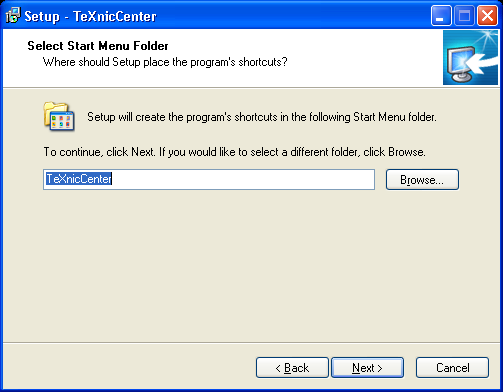 Setup - TeXnicCenter
Select Start Menu Folder
Where should Setup place the program's shortcuts?
Setup will create the program's shortcuts in the following Start Menu folder.
To continue, click Next. If you would like to select a different folder, click Browse.
TeXnicCenter
Browse...
< Back
Next >
Cancel